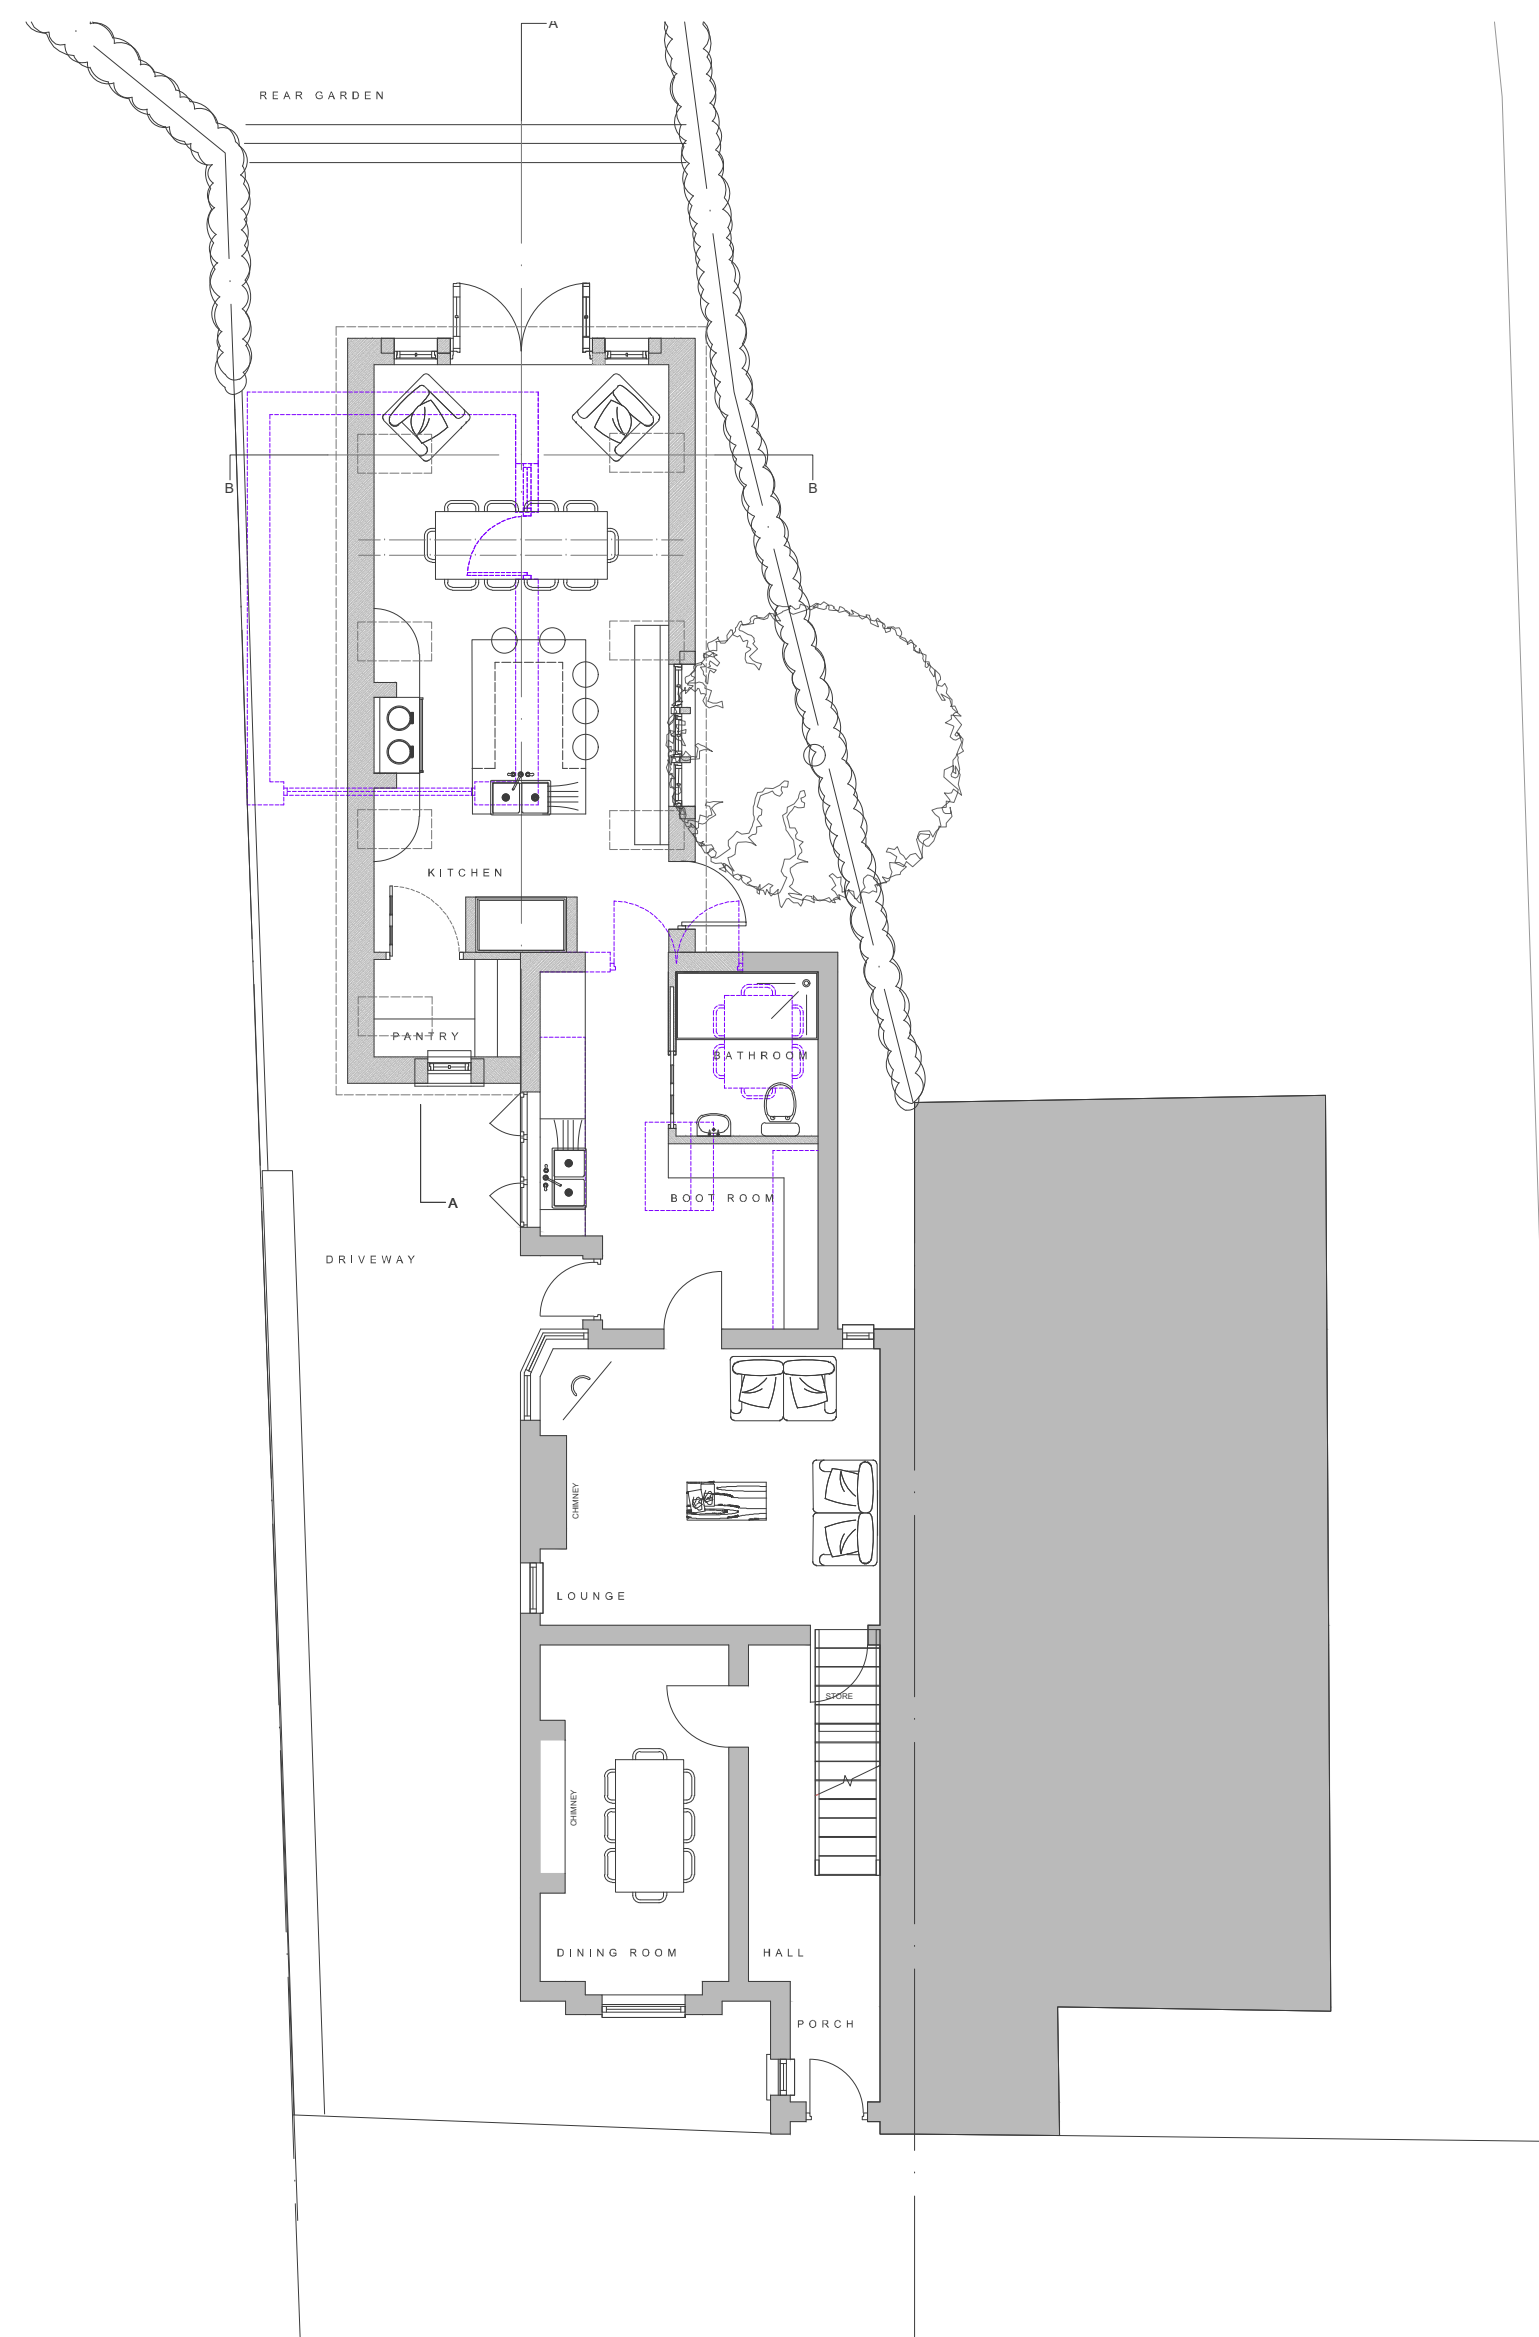 A
REAR GARDEN
B
B
KITCHEN
PANTRY
BATHROOM
A
BOOT ROOM
DRIVEWAY
CHIMNEY
LOUNGE
STORE
CHIMNEY
DINING ROOM
HALL
PORCH